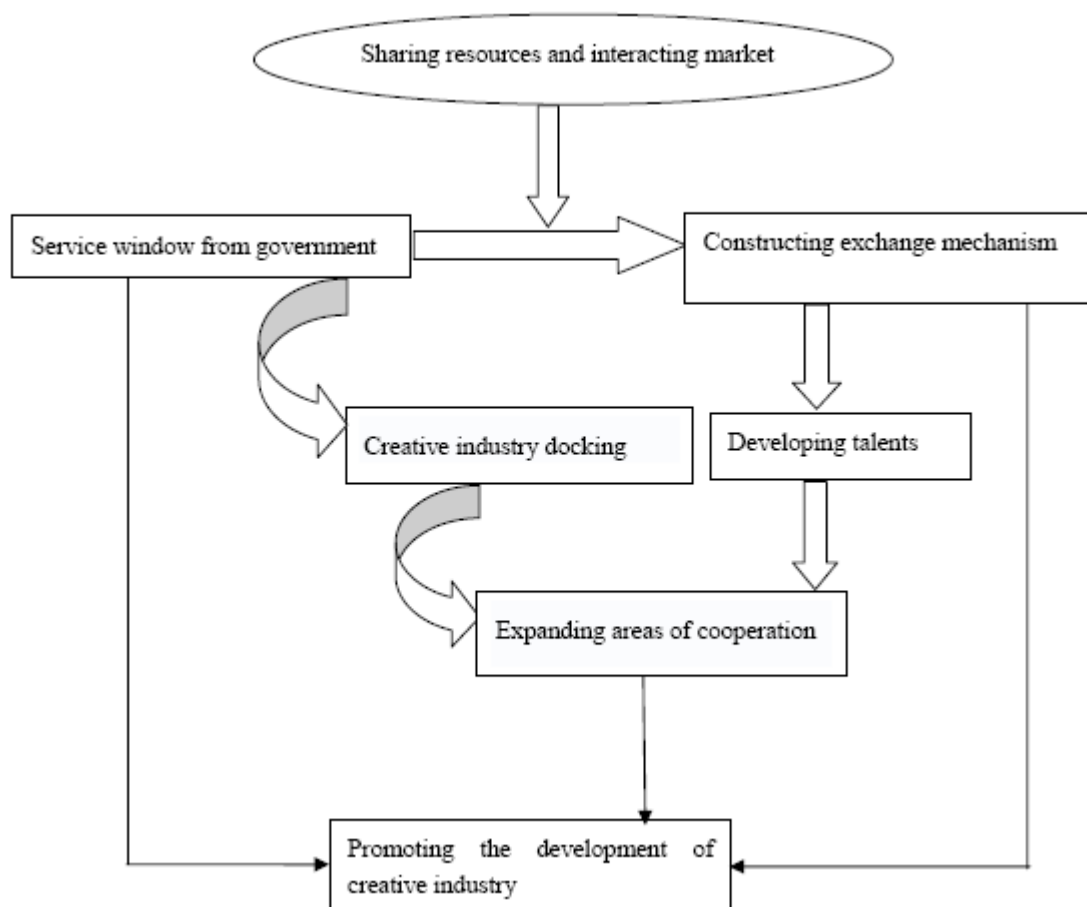 Sharing resources and interacting market
Service window from government
Constructing exchange mechanism
Creative industry docking
Developing talents
Expanding areas of cooperation
Promoting the development of
creative industry